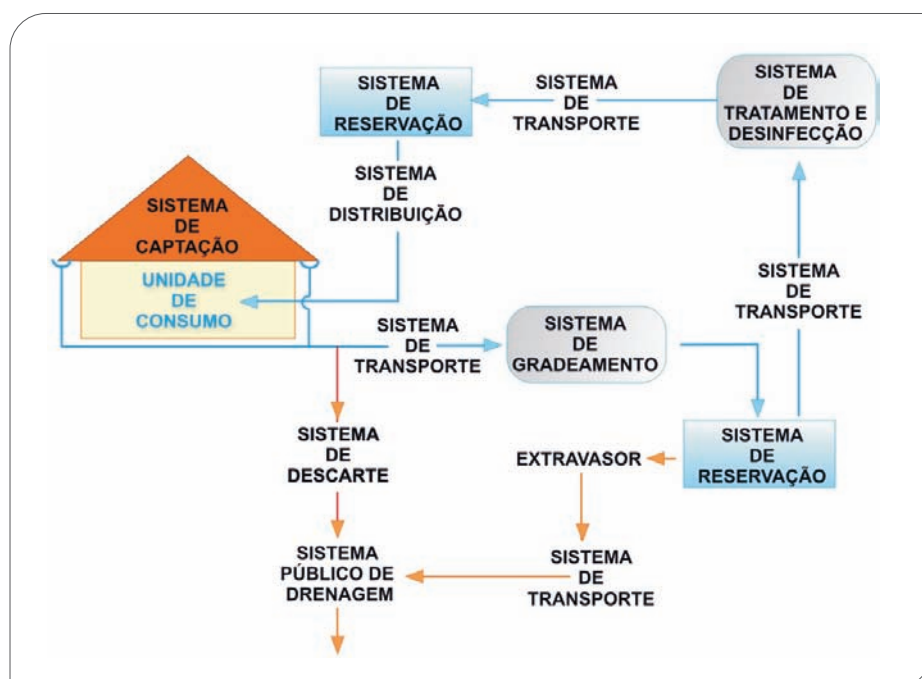 SISTEMA
DE
RESERVAÇÃO
SISTEMA
DE
TRANSPORTE
SISTEMA
DE
TRATAMENTO E
DESINFECÇÃO
SISTEMA
DE
DISTRIBUIÇÃO
SISTEMA
DE
CAPTAÇÃO
UNIDADE
DE
CONSUMO
SISTEMA
DE
TRANSPORTE
SISTEMA
DE
TRANSPORTE
SISTEMA
DE
GRADEAMENTO
SISTEMA
DE
RESERVAÇÃO
SISTEMA
DE
DESCARTE
EXTRAVASOR
SISTEMA
PÚBLICO DE
DRENAGEM
SISTEMA
DE
TRANSPORTE